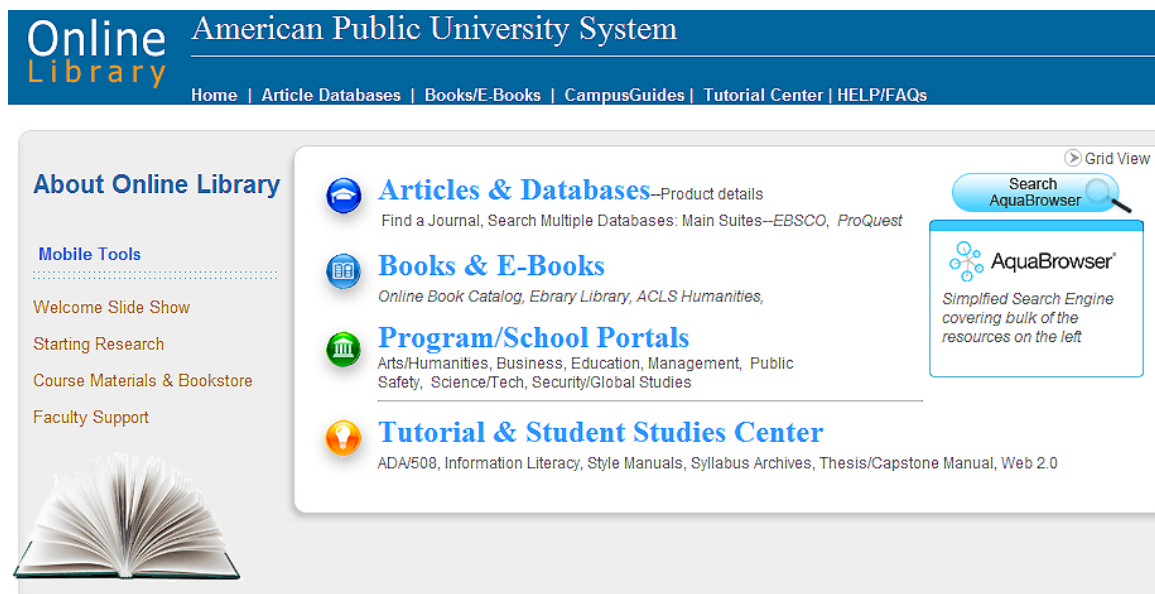 Online
Library
American Public University System
Home | Article Databases | Books/E-Books | CampusGuides | Tutorial Center | HELP/FAQs
About Online Library
Mobile Tools
Welcome Slide Show
Starting Research
Course Materials & Bookstore
Faculty Support
Articles & Databases--Product details
Find a Journal, Search Multiple Databases: Main Suites--EBSCO, ProQuest
Books & E-Books
Online Book Catalog, Ebrary Library, ACLS Humanities,
Program/School Portals
Arts/Humanities, Business, Education, Management, Public
Safety, Science/Tech, Security/Global Studies
Tutorial & Student Studies Center
ADA/508, Information Literacy, Style Manuals, Syllabus Archives, Thesis/Capstone Manual, Web 2.0
Grid View
Search
AquaBrowser
AquaBrowser
Simplfied Search Engine
covering bulk of the
resources on the left